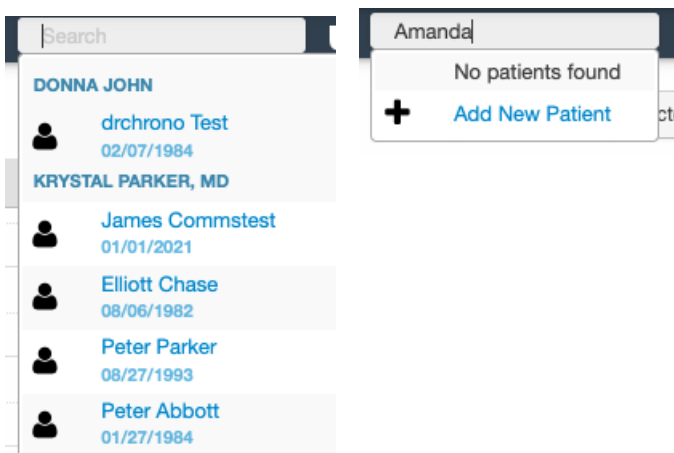 Search
DONNA JOHN
drchrono Test
02/07/1984
KRYSTAL PARKER, MD
James Commstest
01/01/2021
Elliott Chase
08/06/1982
Peter Parker
08/27/1993
Peter Abbott
01/27/1984
Amanda
No patients found
Add New Patient